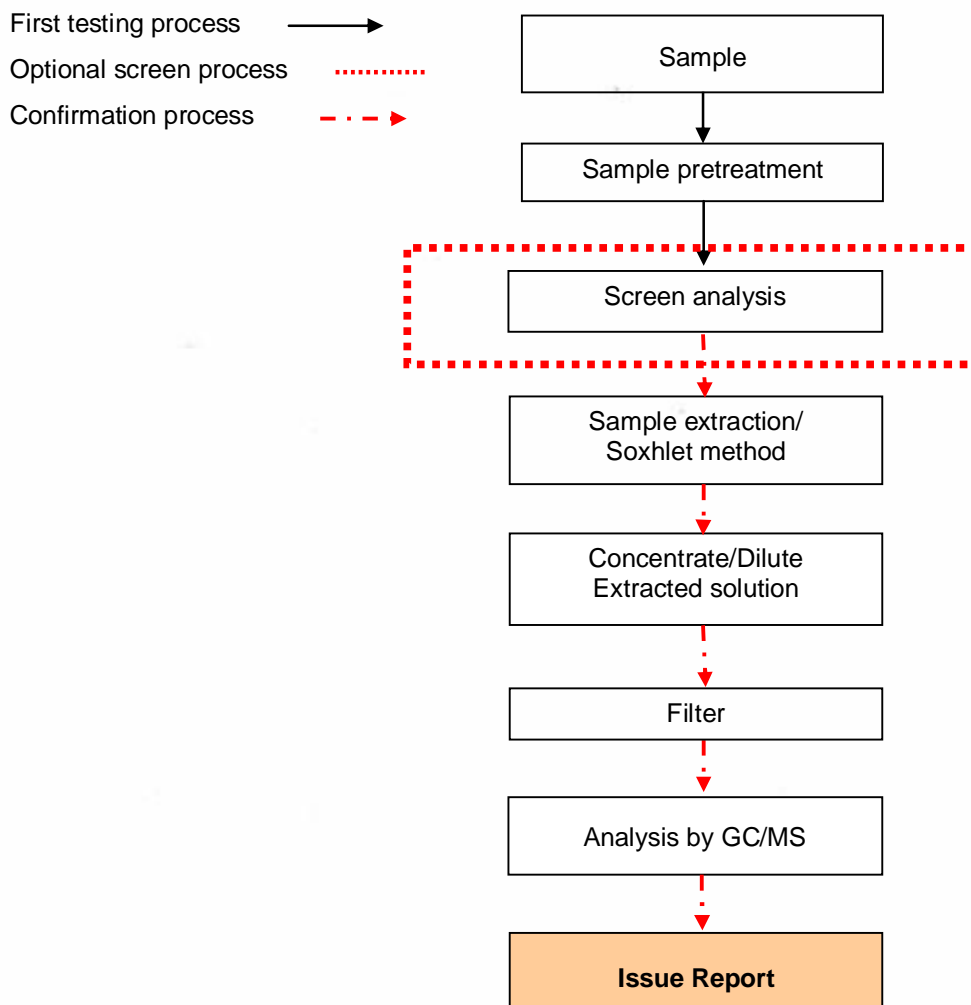 First testing process
Optional screen process
Confirmation process
Sample
Sample pretreatment
Screen analysis
Sample extraction/
Soxhlet method
Concentrate/Dilute
Extracted solution
Filter
Analysis by GC/MS
Issue Report